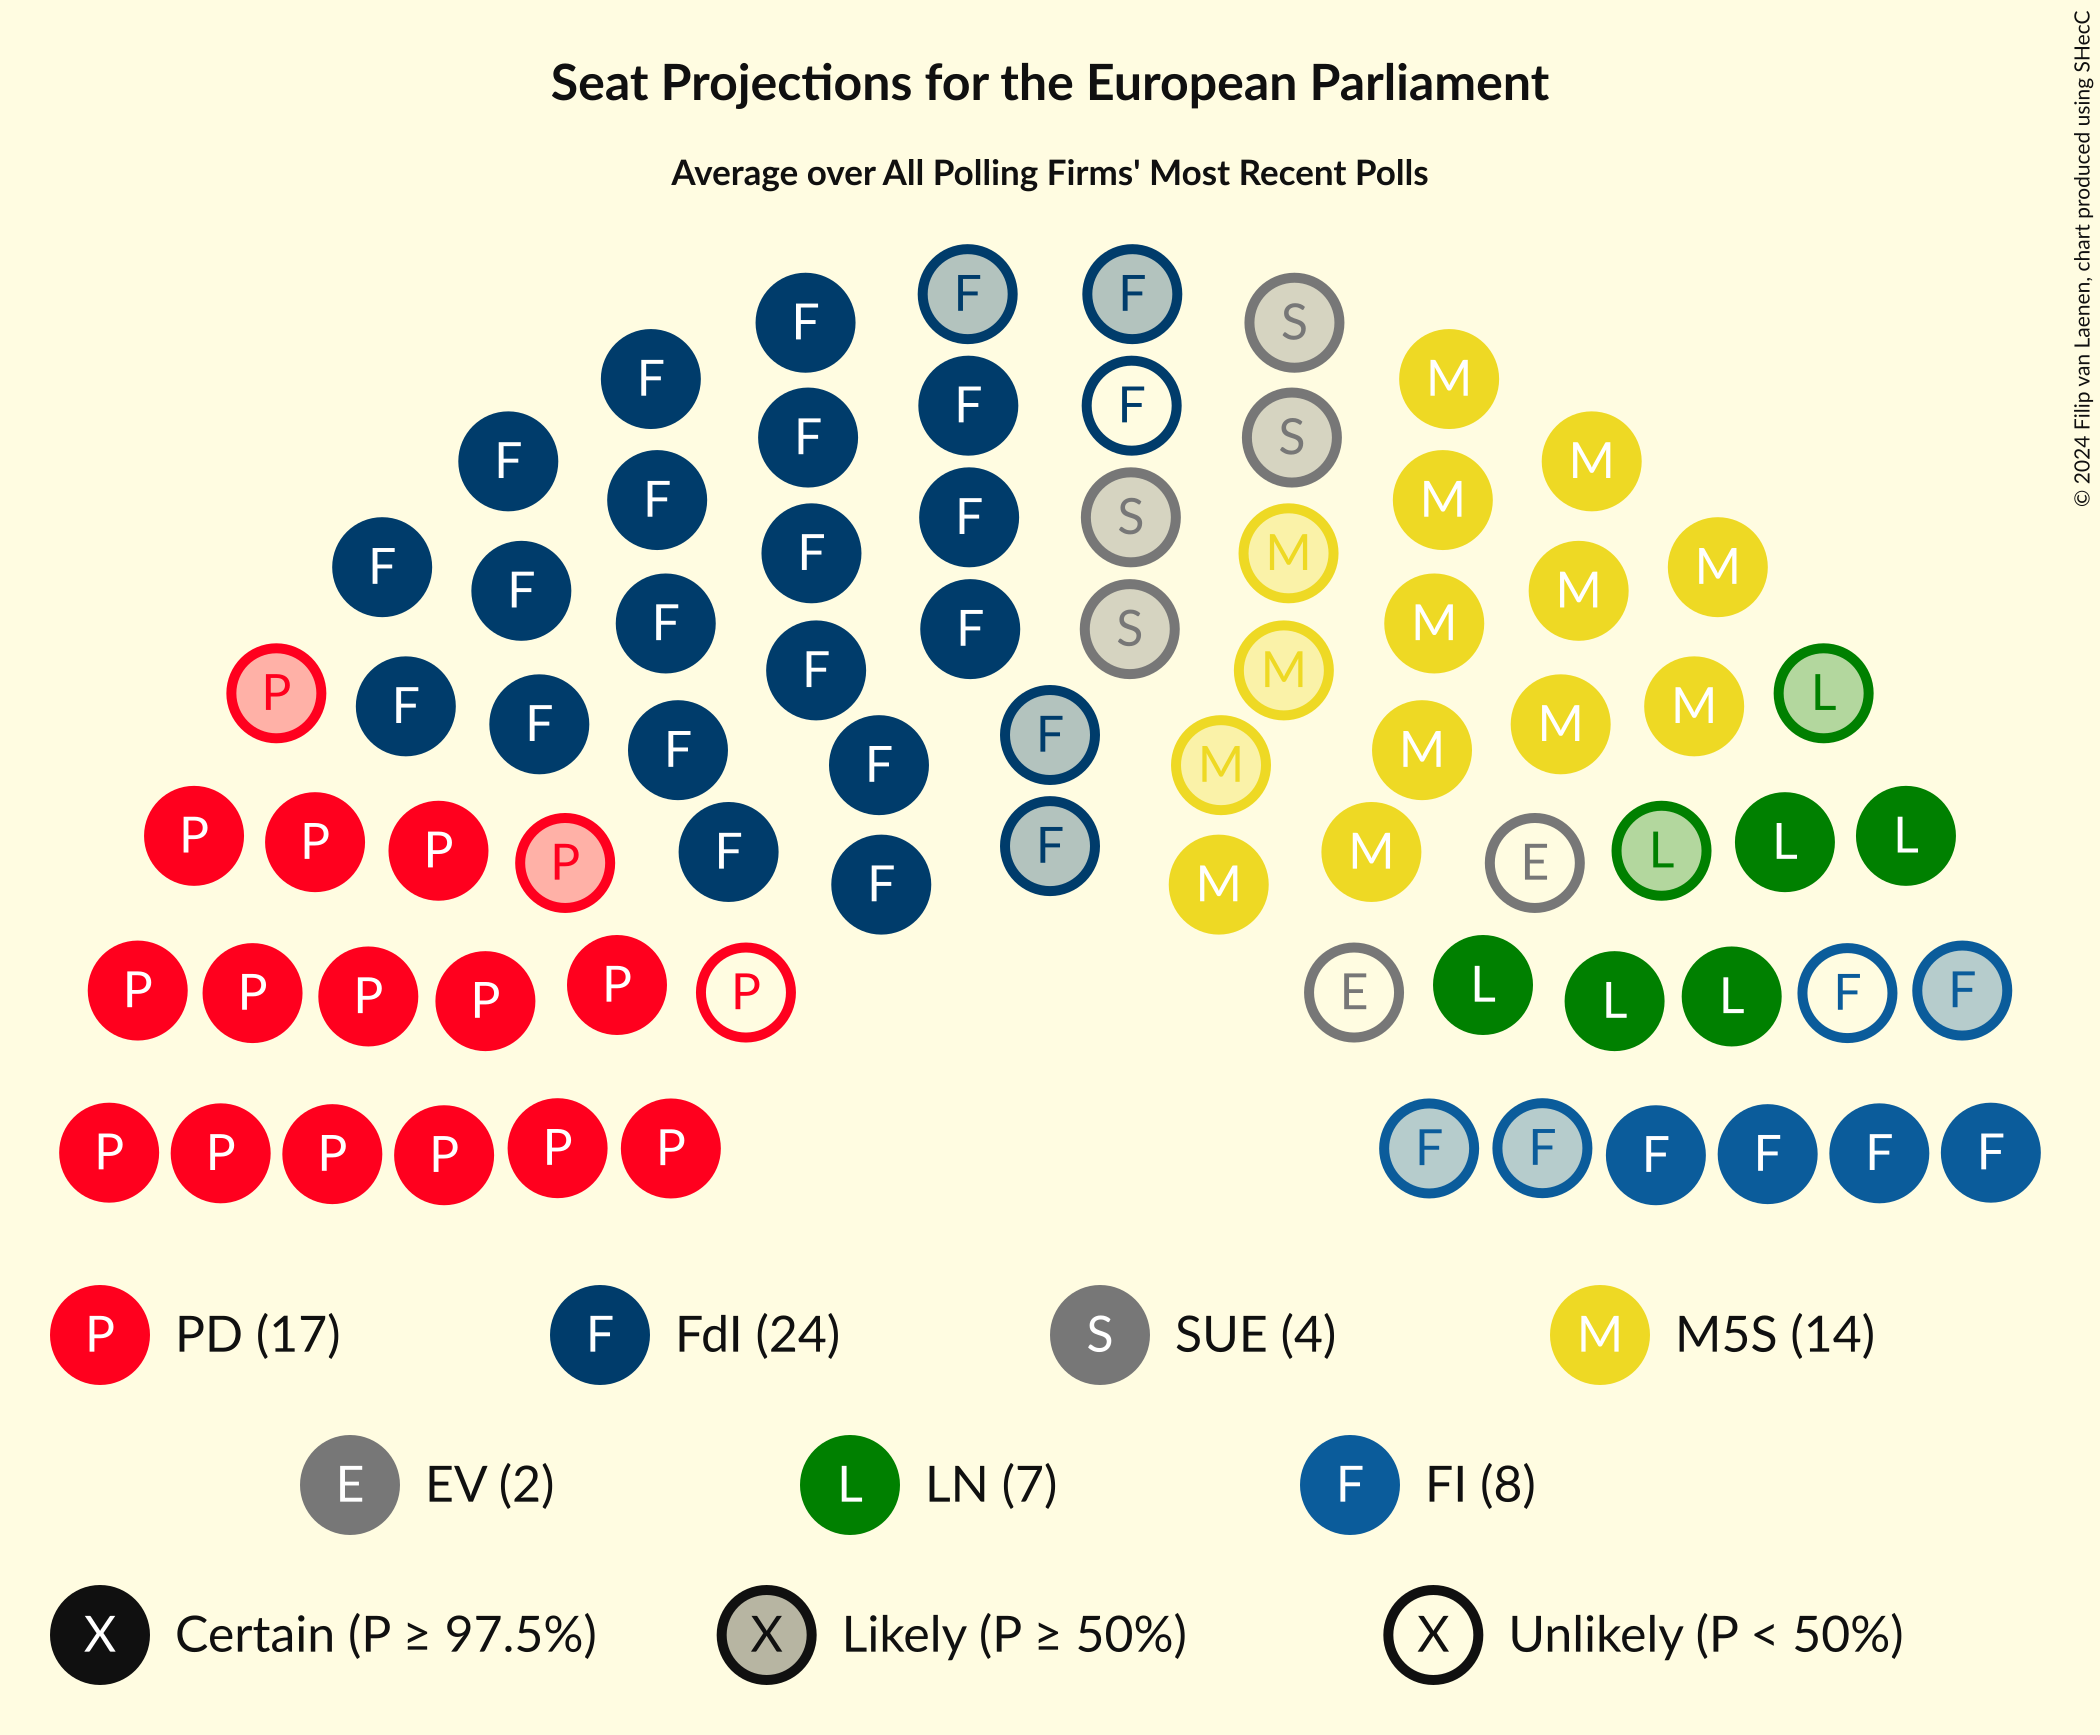 Seat Projections for the European Parliament
Average over All Polling Firms' Most Recent Polls
© 2024 Filip van Laenen, chart produced using SHecC
F F
F S
F F M
F F F S
F M
F F M M
S
F F M
F M
F F M M
F S
P M L
F M
F F M M
F F M
F M
P P L L
P F F M L
P E
F M
P P L F F
P P P P E L L L
P P P P P P F F F F F F
P PD (17) F FdI (24) S SUE (4) M M5S (14)
E EV (2) L LN (7) F FI (8)
X Certain (P ≥ 97.5%) X Likely (P ≥ 50%) X Unlikely (P < 50%)